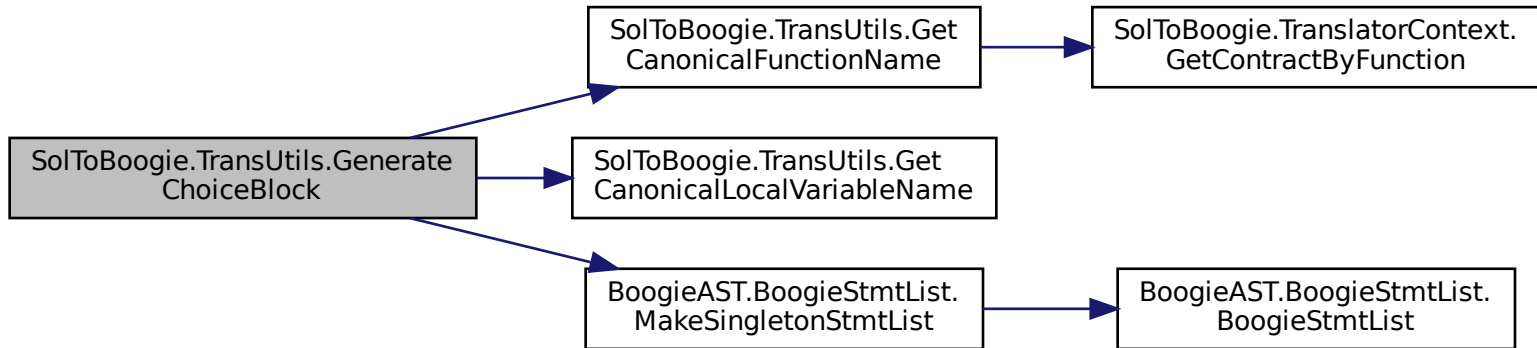 SolToBoogie.TransUtils.Generate
ChoiceBlock
SolToBoogie.TransUtils.Get
CanonicalFunctionName
SolToBoogie.TranslatorContext.
GetContractByFunction
SolToBoogie.TransUtils.Get
CanonicalLocalVariableName
BoogieAST.BoogieStmtList.
MakeSingletonStmtList
BoogieAST.BoogieStmtList.
BoogieStmtList